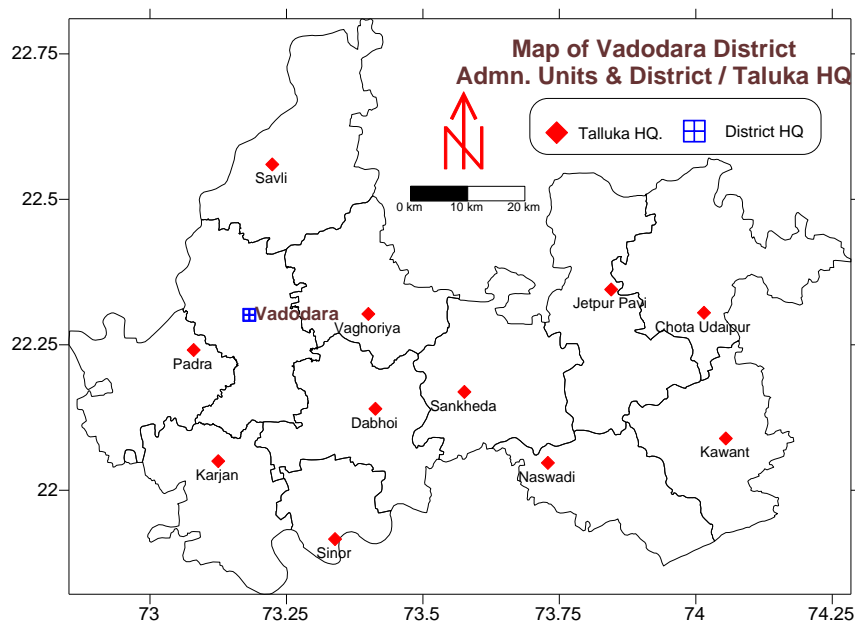 22.75
Map of Vadodara District
Admn. Units & District / Taluka HQ
Talluka HQ.
District HQ
Savli
22.5
0 km 10 km 20 km
Jetpur Pavi
Vadodara
Vaghoriya
Chota Udaipur
22.25
Padra
Sankheda
Dabhoi
Kawant
Karjan
Naswadi
22
Sinor
73 73.25 73.5 73.75 74 74.25